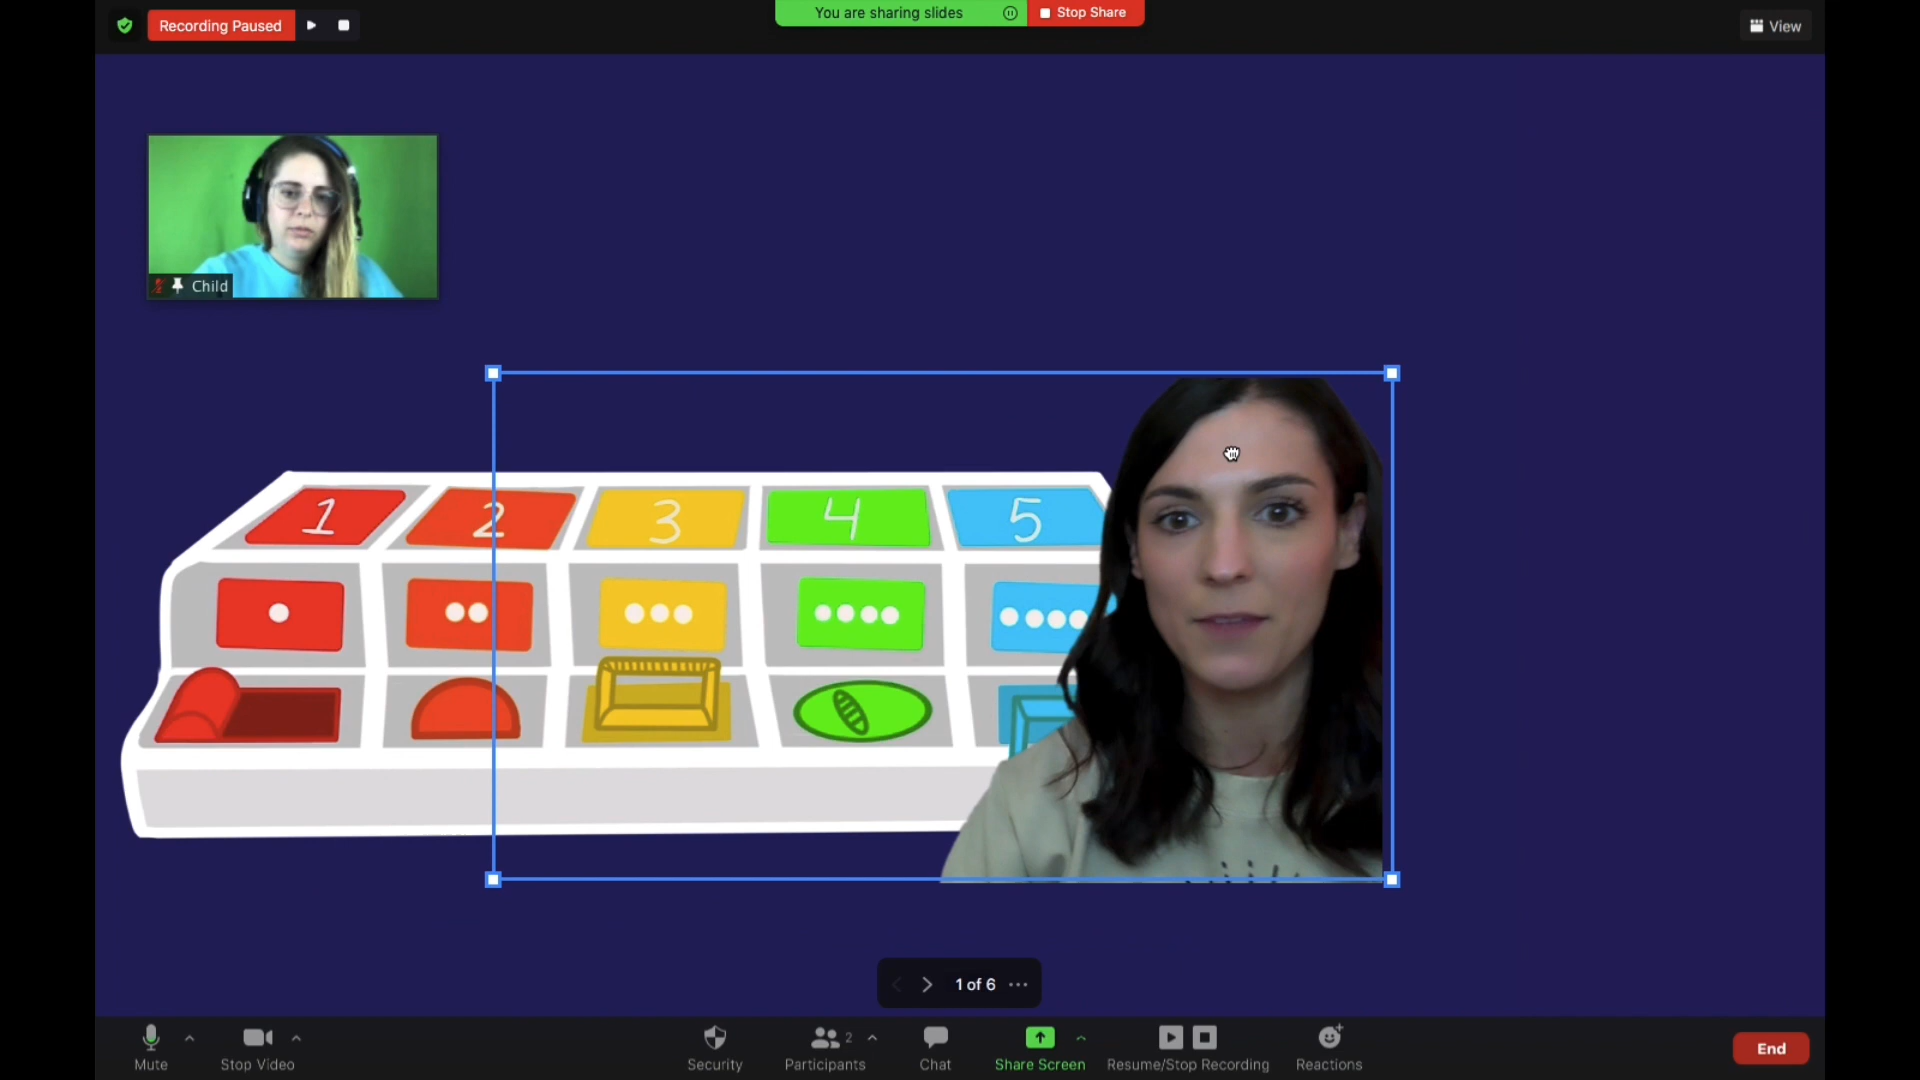 Recording Paused
You are sharing slides
Stop Share
View
Child
1 2 3 4 5
1 of 6
Mute
Stop Video
Security
Participants 2
Chat
Share Screen
Resume/Stop Recording
Reactions
End